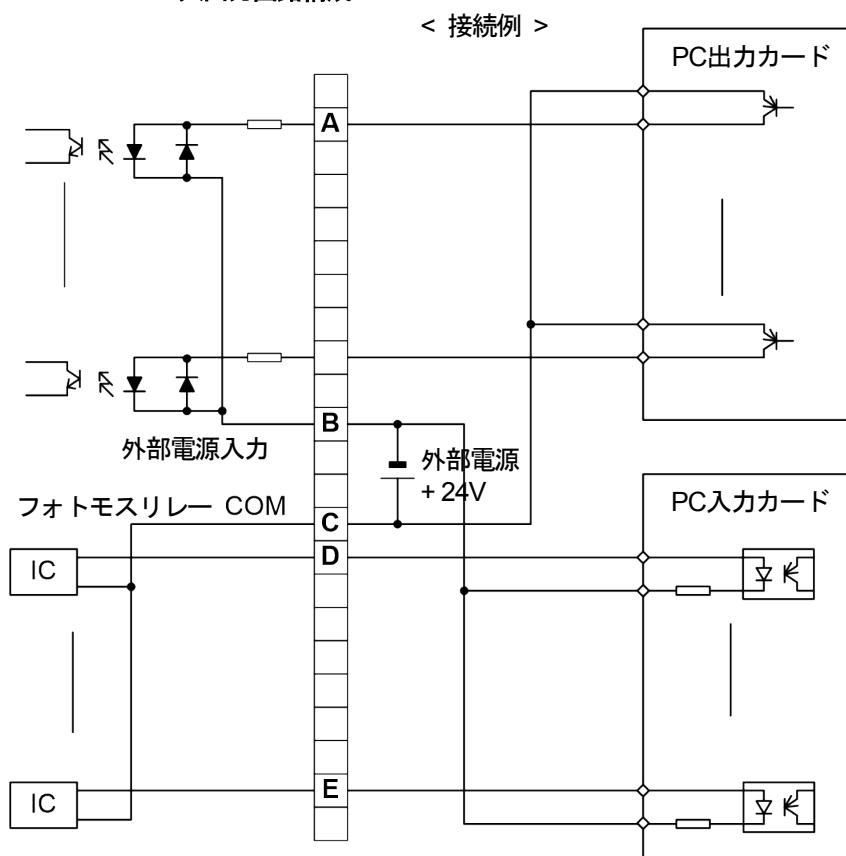 < 接続例 >
PC出力カード
A
B
外部電源入力
外部電源
+ 24V
フォトモスリレー COM
C
PC入力カード
D
IC
E
IC